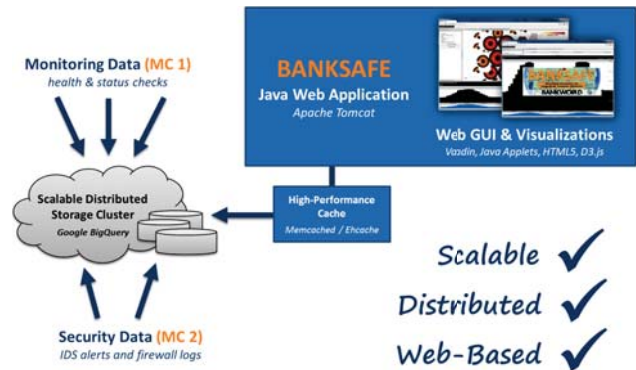 Monitoring Data (MC 1)
health & status checks
BANKSAFE
Java Web Application
Apache Tomcat
BANKSAFE
BANKWORLD
Web GUI & Visualizations
Vaadin, Java Applets, HTML5, D3.js
Scalable Distributed
Storage Cluster
Google BigQuery
High-Performance
Cache
Memcached / Ehcache
Security Data (MC 2)
IDS alerts and firewall logs
Scalable
Distributed
Web-Based